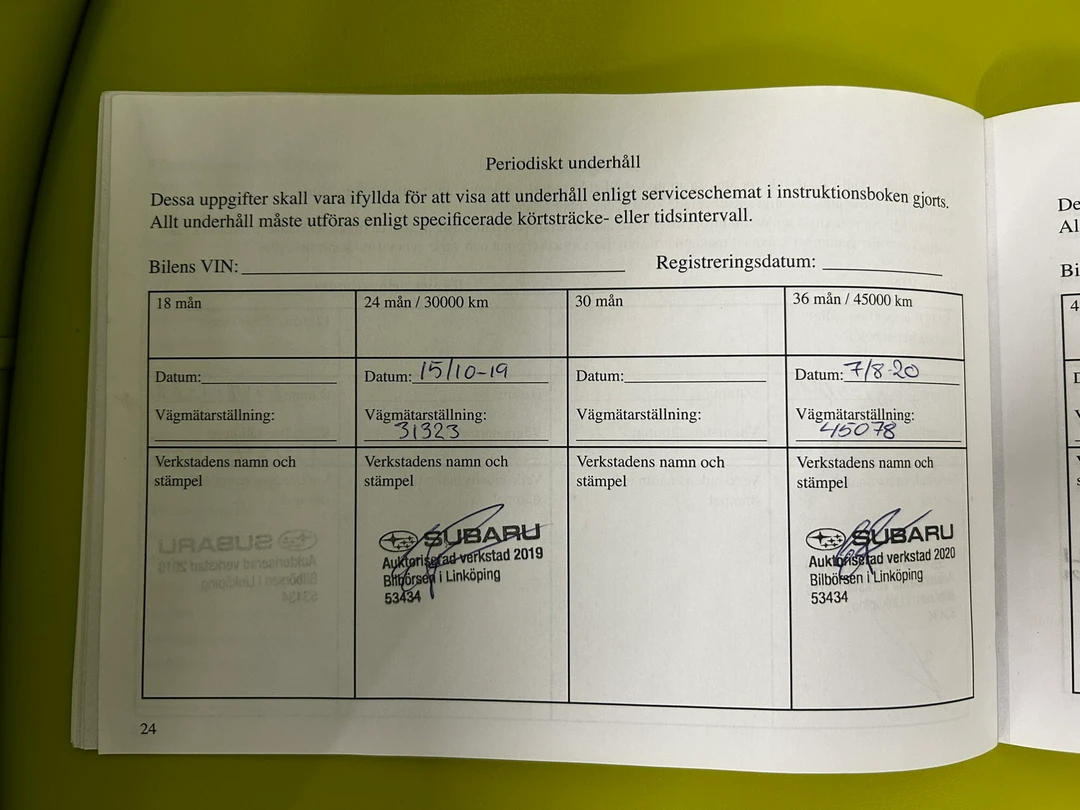 Periodiskt underhåll
Dessa uppgifter skall vara ifyllda för att visa att underhåll enligt serviceschemat i instruktionsboken gjorts.
Allt underhåll måste utföras enligt specificerade körtsträcke- eller tidsintervall.
Bilens VIN: Registreringsdatum:
18 mån
24 mån / 30000 km
30 mån
36 mån / 45000 km
Datum:
Datum: 15/10-19
Datum:
Datum: 7/8-20
Vägmätarställning:
Vägmätarställning:
31323
Vägmätarställning:
Vägmätarställning:
45078
Verkstadens namn och
stämpel
Verkstadens namn och
stämpel
SUBARU
Auktoriserad verkstad 2019
Bilbörsen i Linköping
53434
Verkstadens namn och
stämpel
Verkstadens namn och
stämpel
SUBARU
Auktoriserad verkstad 2020
Bilbörsen i Linköping
53434
24
De
Al
Bi
4